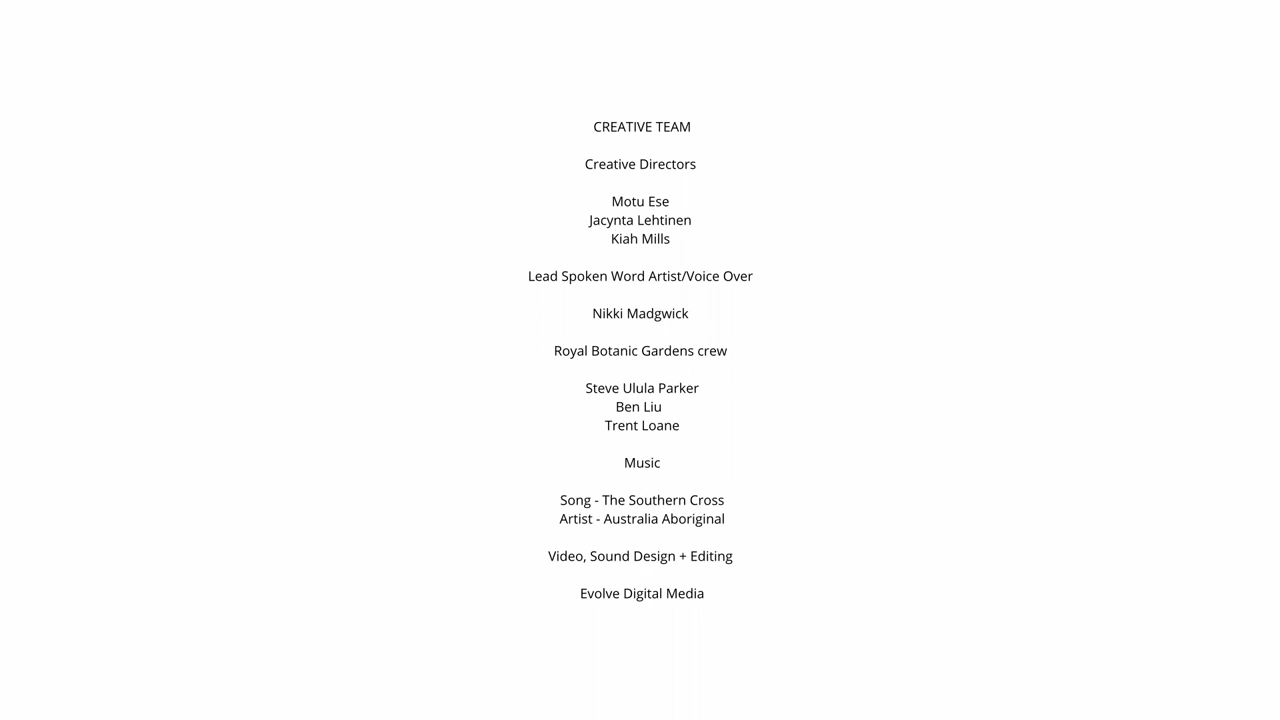 CREATIVE TEAM
Creative Directors
Motu Ese
Jacynta Lehtinen
Kiah Mills
Lead Spoken Word Artist/Voice Over
Nikki Madgwick
Royal Botanic Gardens crew
Steve Ulula Parker
Ben Liu
Trent Loane
Music
Song - The Southern Cross
Artist - Australia Aboriginal
Video, Sound Design + Editing
Evolve Digital Media